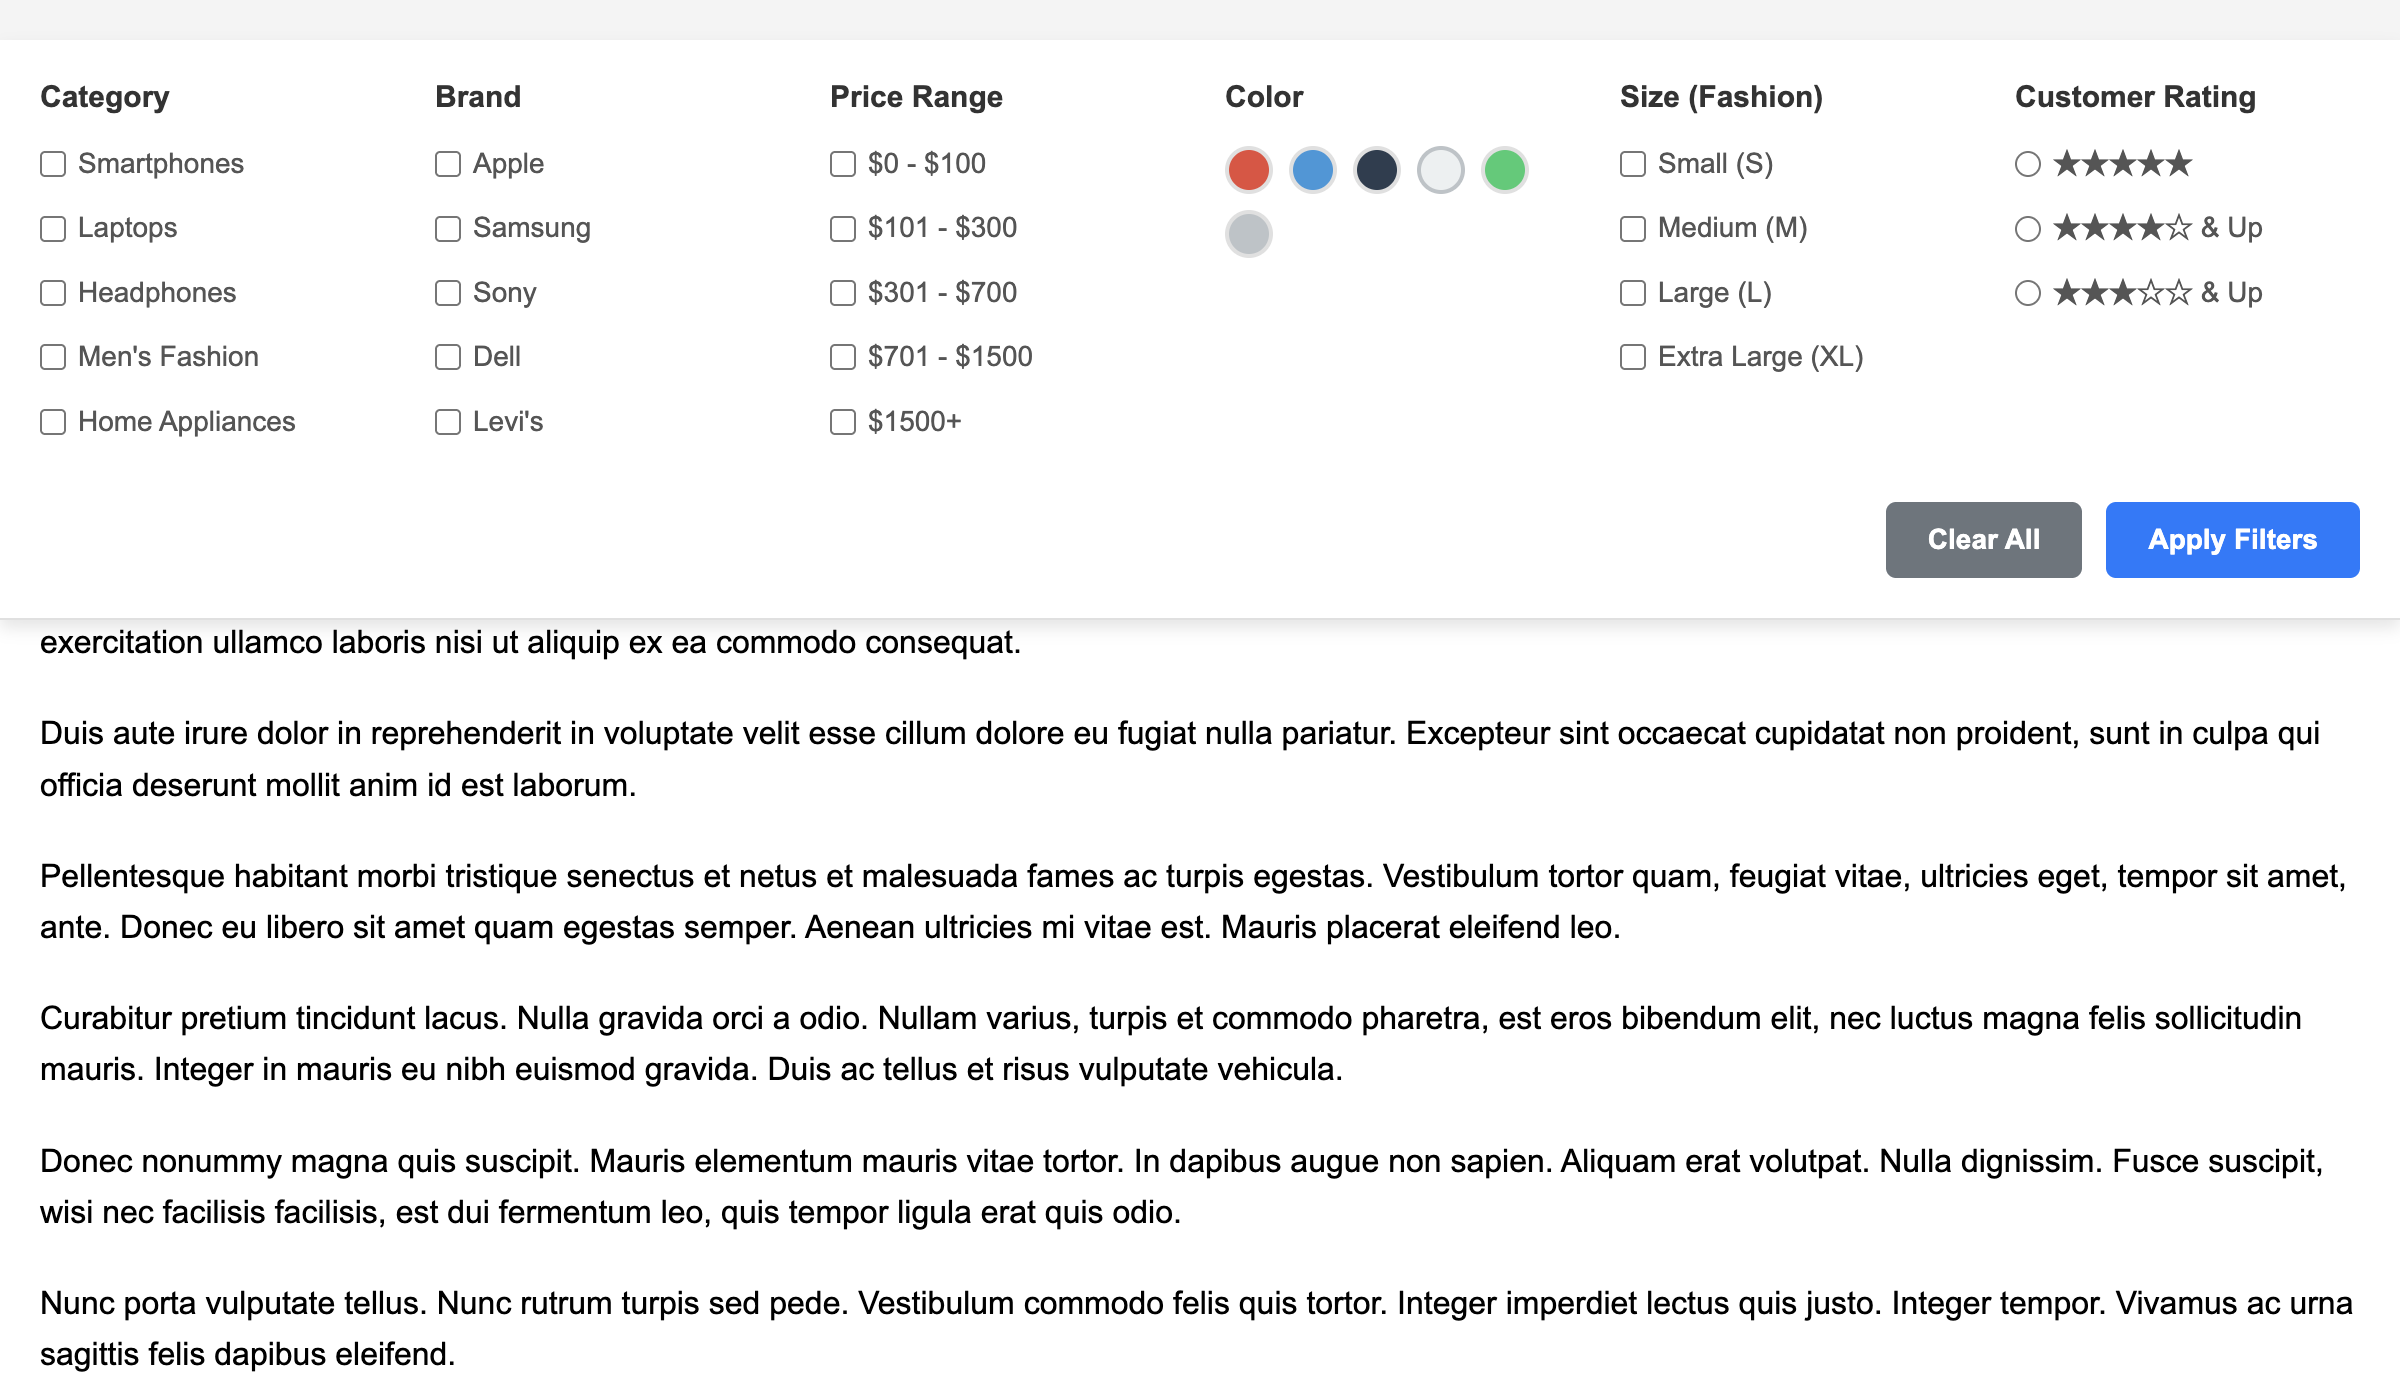 Category
Smartphones
Laptops
Headphones
Men's Fashion
Home Appliances
Brand
Apple
Samsung
Sony
Dell
Levi's
Price Range
$0 - $100
$101 - $300
$301 - $700
$701 - $1500
$1500+
Color
Size (Fashion)
Small (S)
Medium (M)
Large (L)
Extra Large (XL)
Customer Rating
★★★★★
★★★★☆ & Up
★★★☆☆ & Up
Clear All
Apply Filters
exercitation ullamco laboris nisi ut aliquip ex ea commodo consequat.
Duis aute irure dolor in reprehenderit in voluptate velit esse cillum dolore eu fugiat nulla pariatur. Excepteur sint occaecat cupidatat non proident, sunt in culpa qui
officia deserunt mollit anim id est laborum.
Pellentesque habitant morbi tristique senectus et netus et malesuada fames ac turpis egestas. Vestibulum tortor quam, feugiat vitae, ultricies eget, tempor sit amet,
ante. Donec eu libero sit amet quam egestas semper. Aenean ultricies mi vitae est. Mauris placerat eleifend leo.
Curabitur pretium tincidunt lacus. Nulla gravida orci a odio. Nullam varius, turpis et commodo pharetra, est eros bibendum elit, nec luctus magna felis sollicitudin
mauris. Integer in mauris eu nibh euismod gravida. Duis ac tellus et risus vulputate vehicula.
Donec nonummy magna quis suscipit. Mauris elementum mauris vitae tortor. In dapibus augue non sapien. Aliquam erat volutpat. Nulla dignissim. Fusce suscipit,
wisi nec facilisis facilisis, est dui fermentum leo, quis tempor ligula erat quis odio.
Nunc porta vulputate tellus. Nunc rutrum turpis sed pede. Vestibulum commodo felis quis tortor. Integer imperdiet lectus quis justo. Integer tempor. Vivamus ac urna
sagittis felis dapibus eleifend.